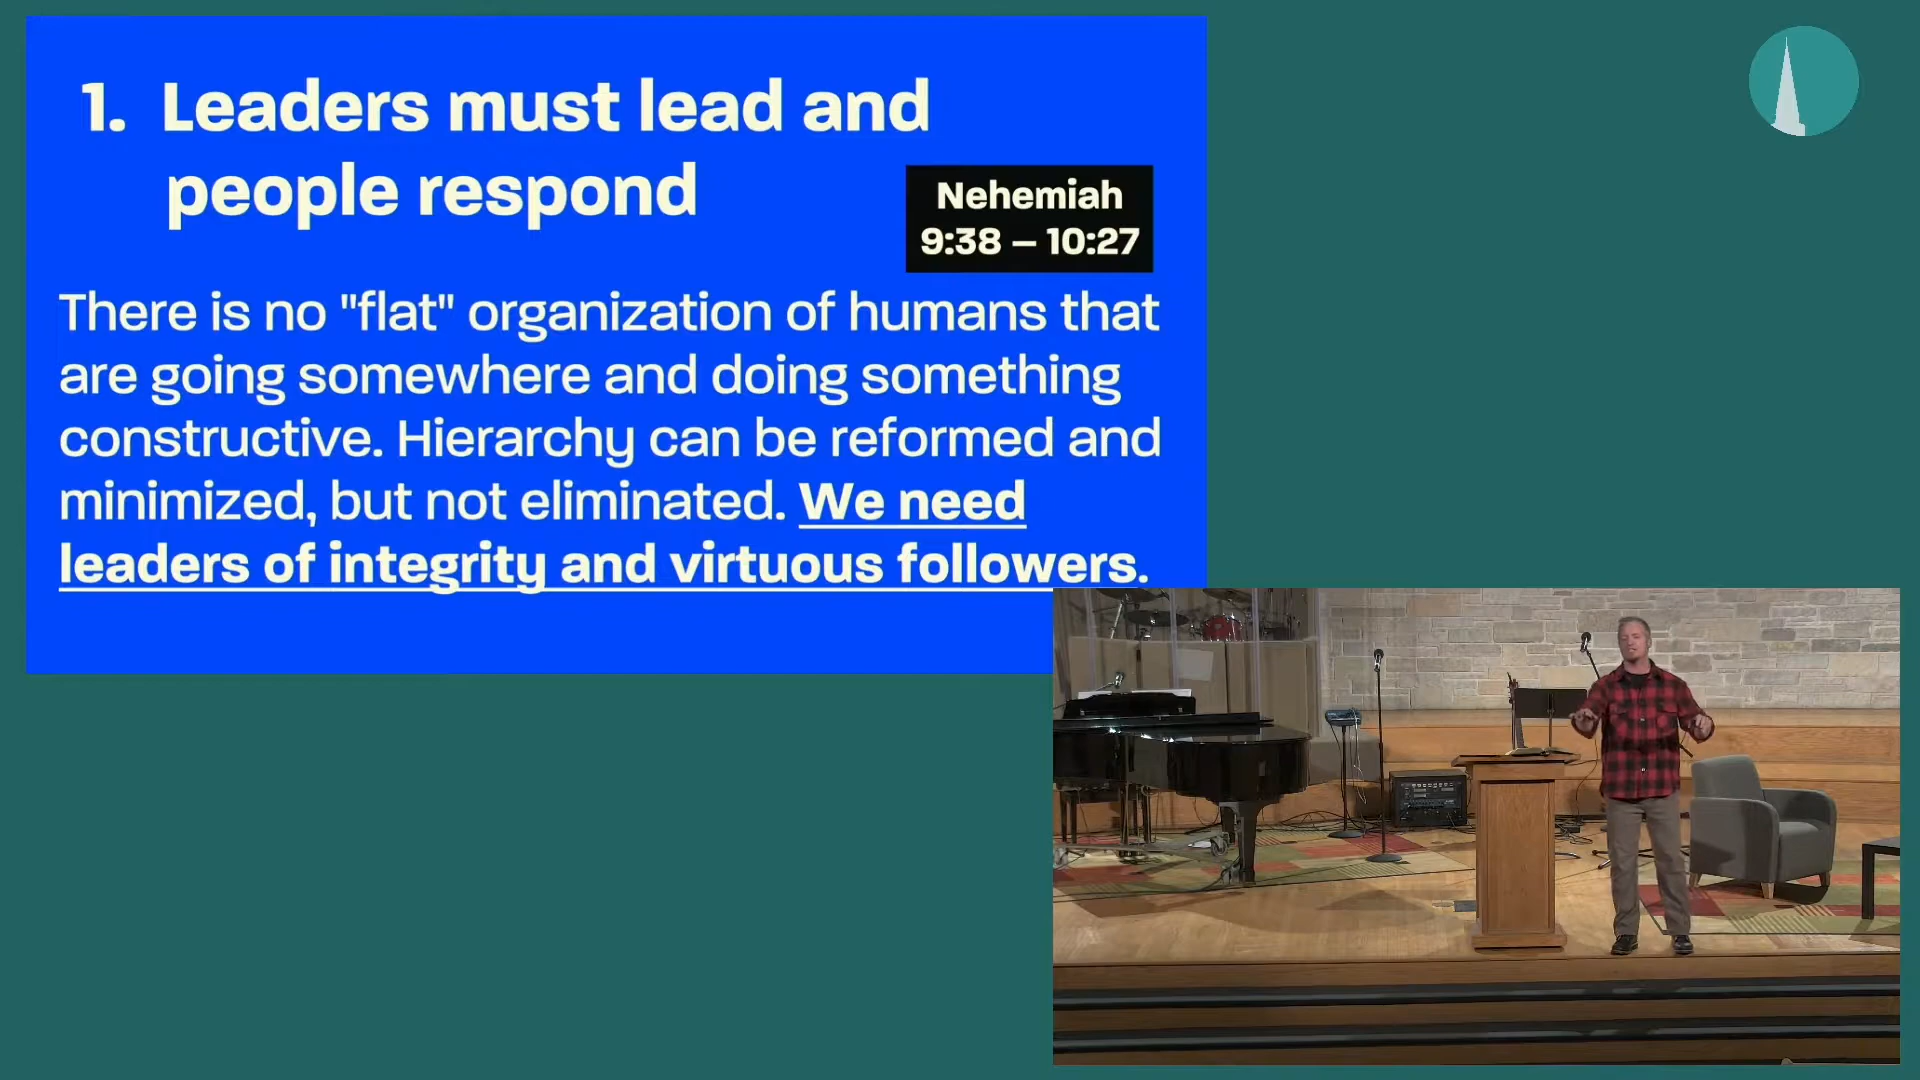 1. Leaders must lead and
people respond
Nehemiah
9:38 – 10:27
There is no "flat" organization of humans that
are going somewhere and doing something
constructive. Hierarchy can be reformed and
minimized, but not eliminated. We need
leaders of integrity and virtuous followers.